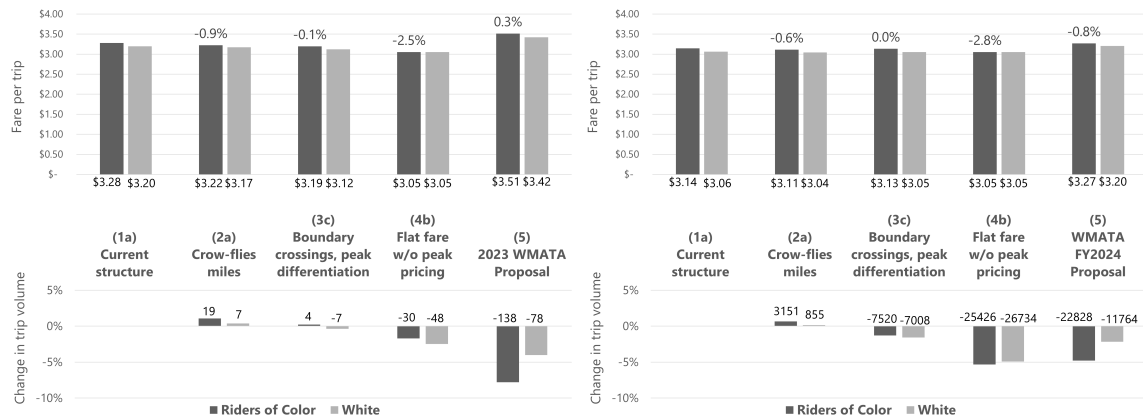 $4.00
$3.50
$3.00
$2.50
$2.00
$1.50
$1.00
$0.50
$-
Fare per trip
-0.9%
-0.1%
-2.5%
0.3%
$3.28 $3.20
$3.22 $3.17
$3.19 $3.12
$3.05 $3.05
$3.51 $3.42
(1a)
Current
structure
(2a)
Crow-flies
miles
(3c)
Boundary
crossings, peak
differentiation
(4b)
Flat fare
w/o peak
pricing
(5)
2023 WMATA
Proposal
5%
0%
-5%
-10%
Change in trip volume
19 7
4 -7
-30 -48
-138 -78
Riders of Color White
$4.00
$3.50
$3.00
$2.50
$2.00
$1.50
$1.00
$0.50
$-
Fare per trip
-0.6%
0.0%
-2.8%
-0.8%
$3.14 $3.06
$3.11 $3.04
$3.13 $3.05
$3.05 $3.05
$3.27 $3.20
(1a)
Current
structure
(2a)
Crow-flies
miles
(3c)
Boundary
crossings, peak
differentiation
(4b)
Flat fare
w/o peak
pricing
(5)
WMATA
FY2024
Proposal
5%
0%
-5%
-10%
Change in trip volume
3151 855
-7520 -7008
-25426 -26734
-22828 -11764
Riders of Color White